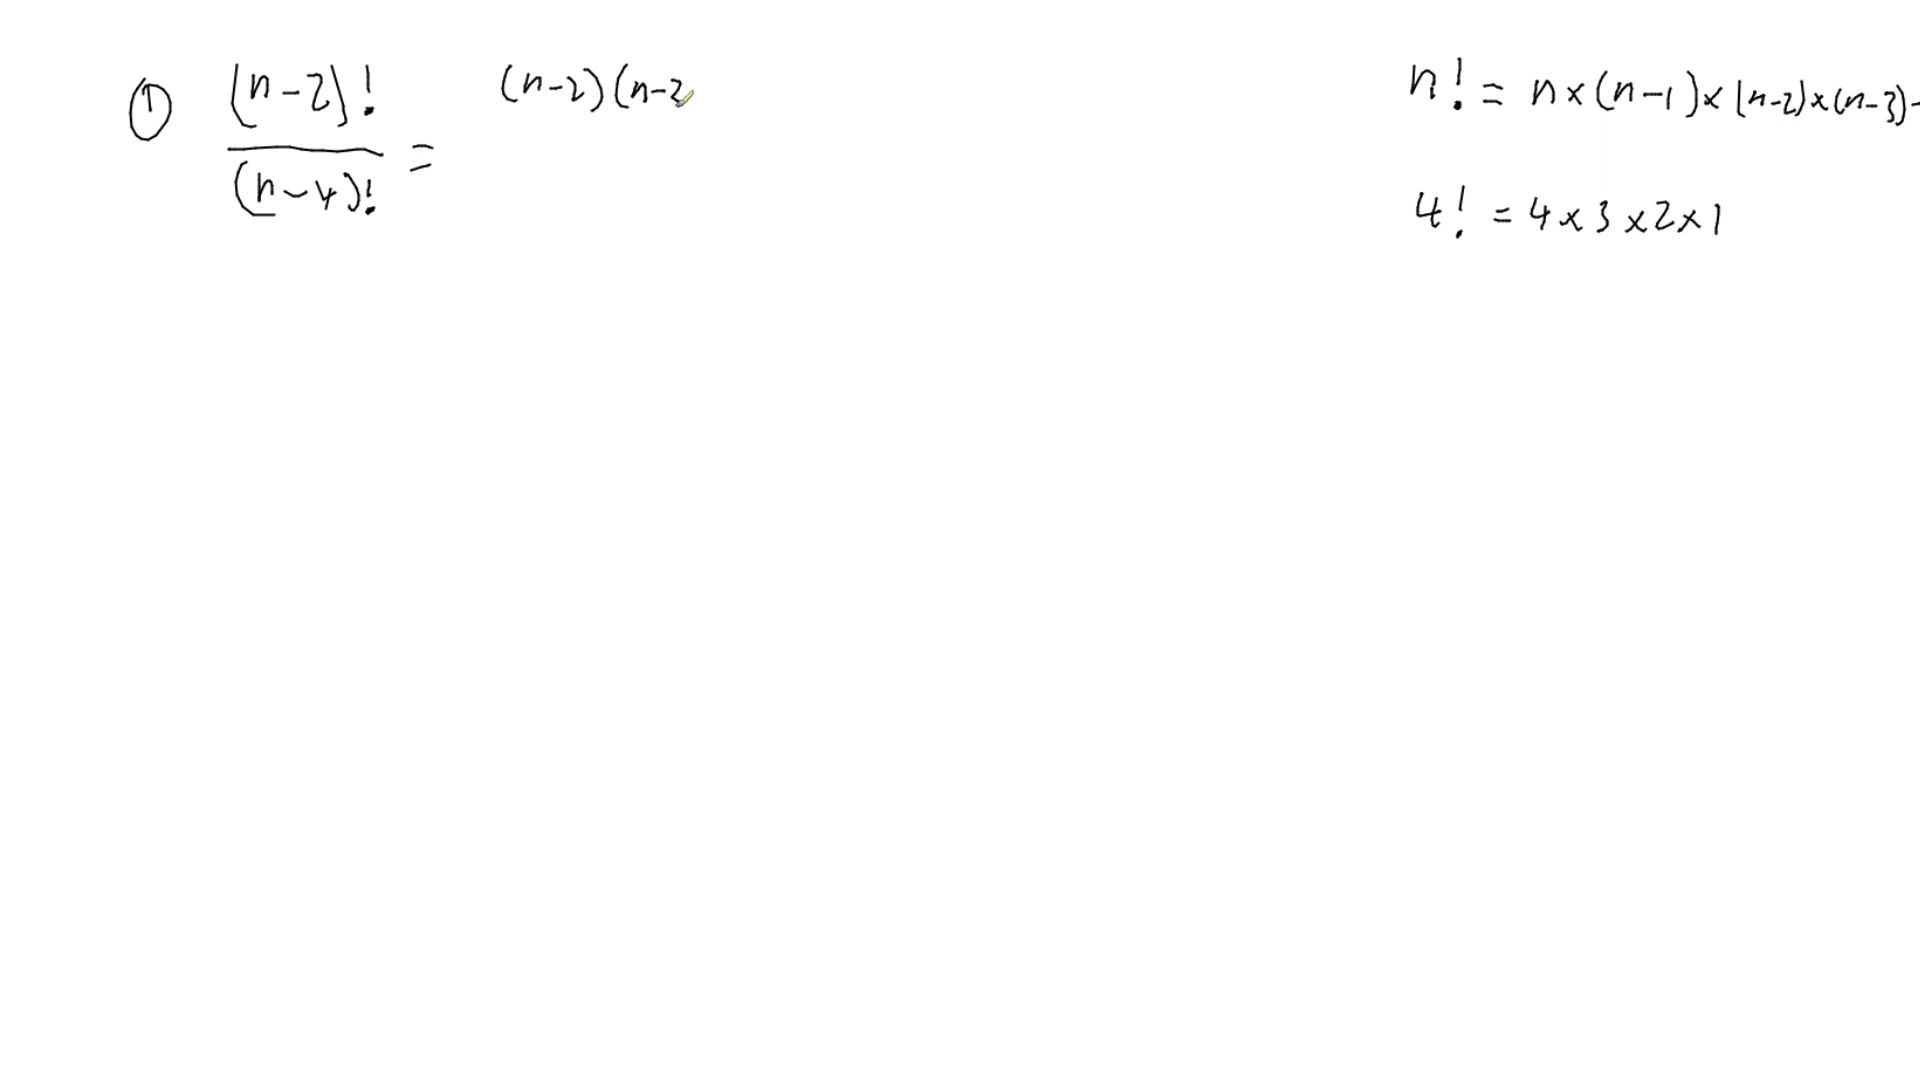 ① (n-2)! (n-2)(n-2
(n-4)! =
n! = n×(n-1)×(n-2)×(n-3)-
4! = 4×3×2×1